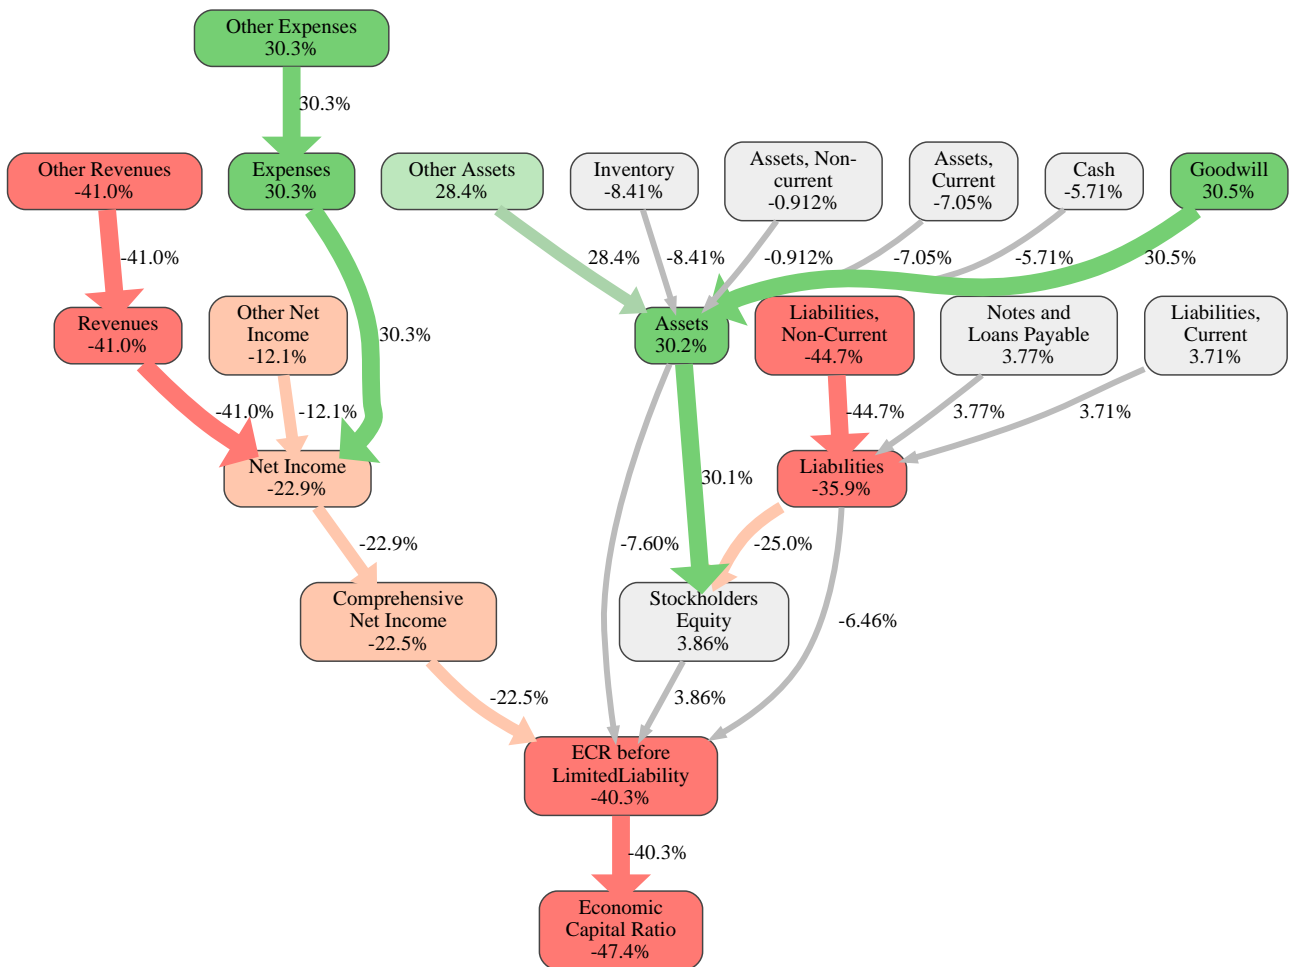 Other Expenses
30.3%
30.3%
Other Revenues
-41.0%
Expenses
30.3%
Other Assets
28.4%
Inventory
-8.41%
Assets, Non-
current
-0.912%
Assets,
Current
-7.05%
Cash
-5.71%
Goodwill
30.5%
-41.0%
28.4%
-8.41%
-0.912%
-7.05%
-5.71%
30.5%
Revenues
-41.0%
Other Net
Income
-12.1%
30.3%
Assets
30.2%
Liabilities,
Non-Current
-44.7%
Notes and
Loans Payable
3.77%
Liabilities,
Current
3.71%
-41.0%
-12.1%
-44.7%
3.77%
3.71%
Net Income
-22.9%
30.1%
Liabilities
-35.9%
-22.9%
-7.60%
-25.0%
Comprehensive
Net Income
-22.5%
Stockholders
Equity
3.86%
-6.46%
-22.5%
3.86%
ECR before
LimitedLiability
-40.3%
-40.3%
Economic
Capital Ratio
-47.4%